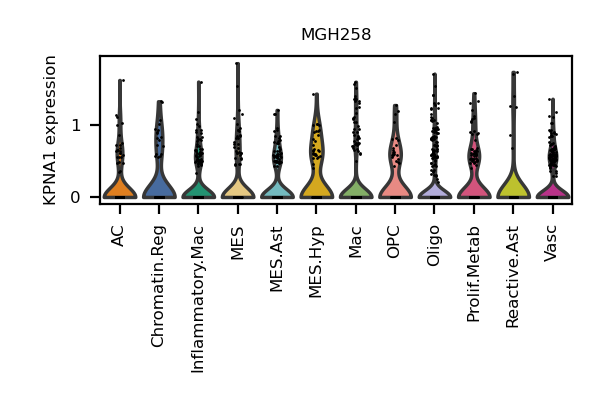 MGH258
KPNA1 expression
1
0
AC
Chromatin.Reg
Inflammatory.Mac
MES
MES.Ast
MES.Hyp
Mac
OPC
Oligo
Prolif.Metab
Reactive.Ast
Vasc